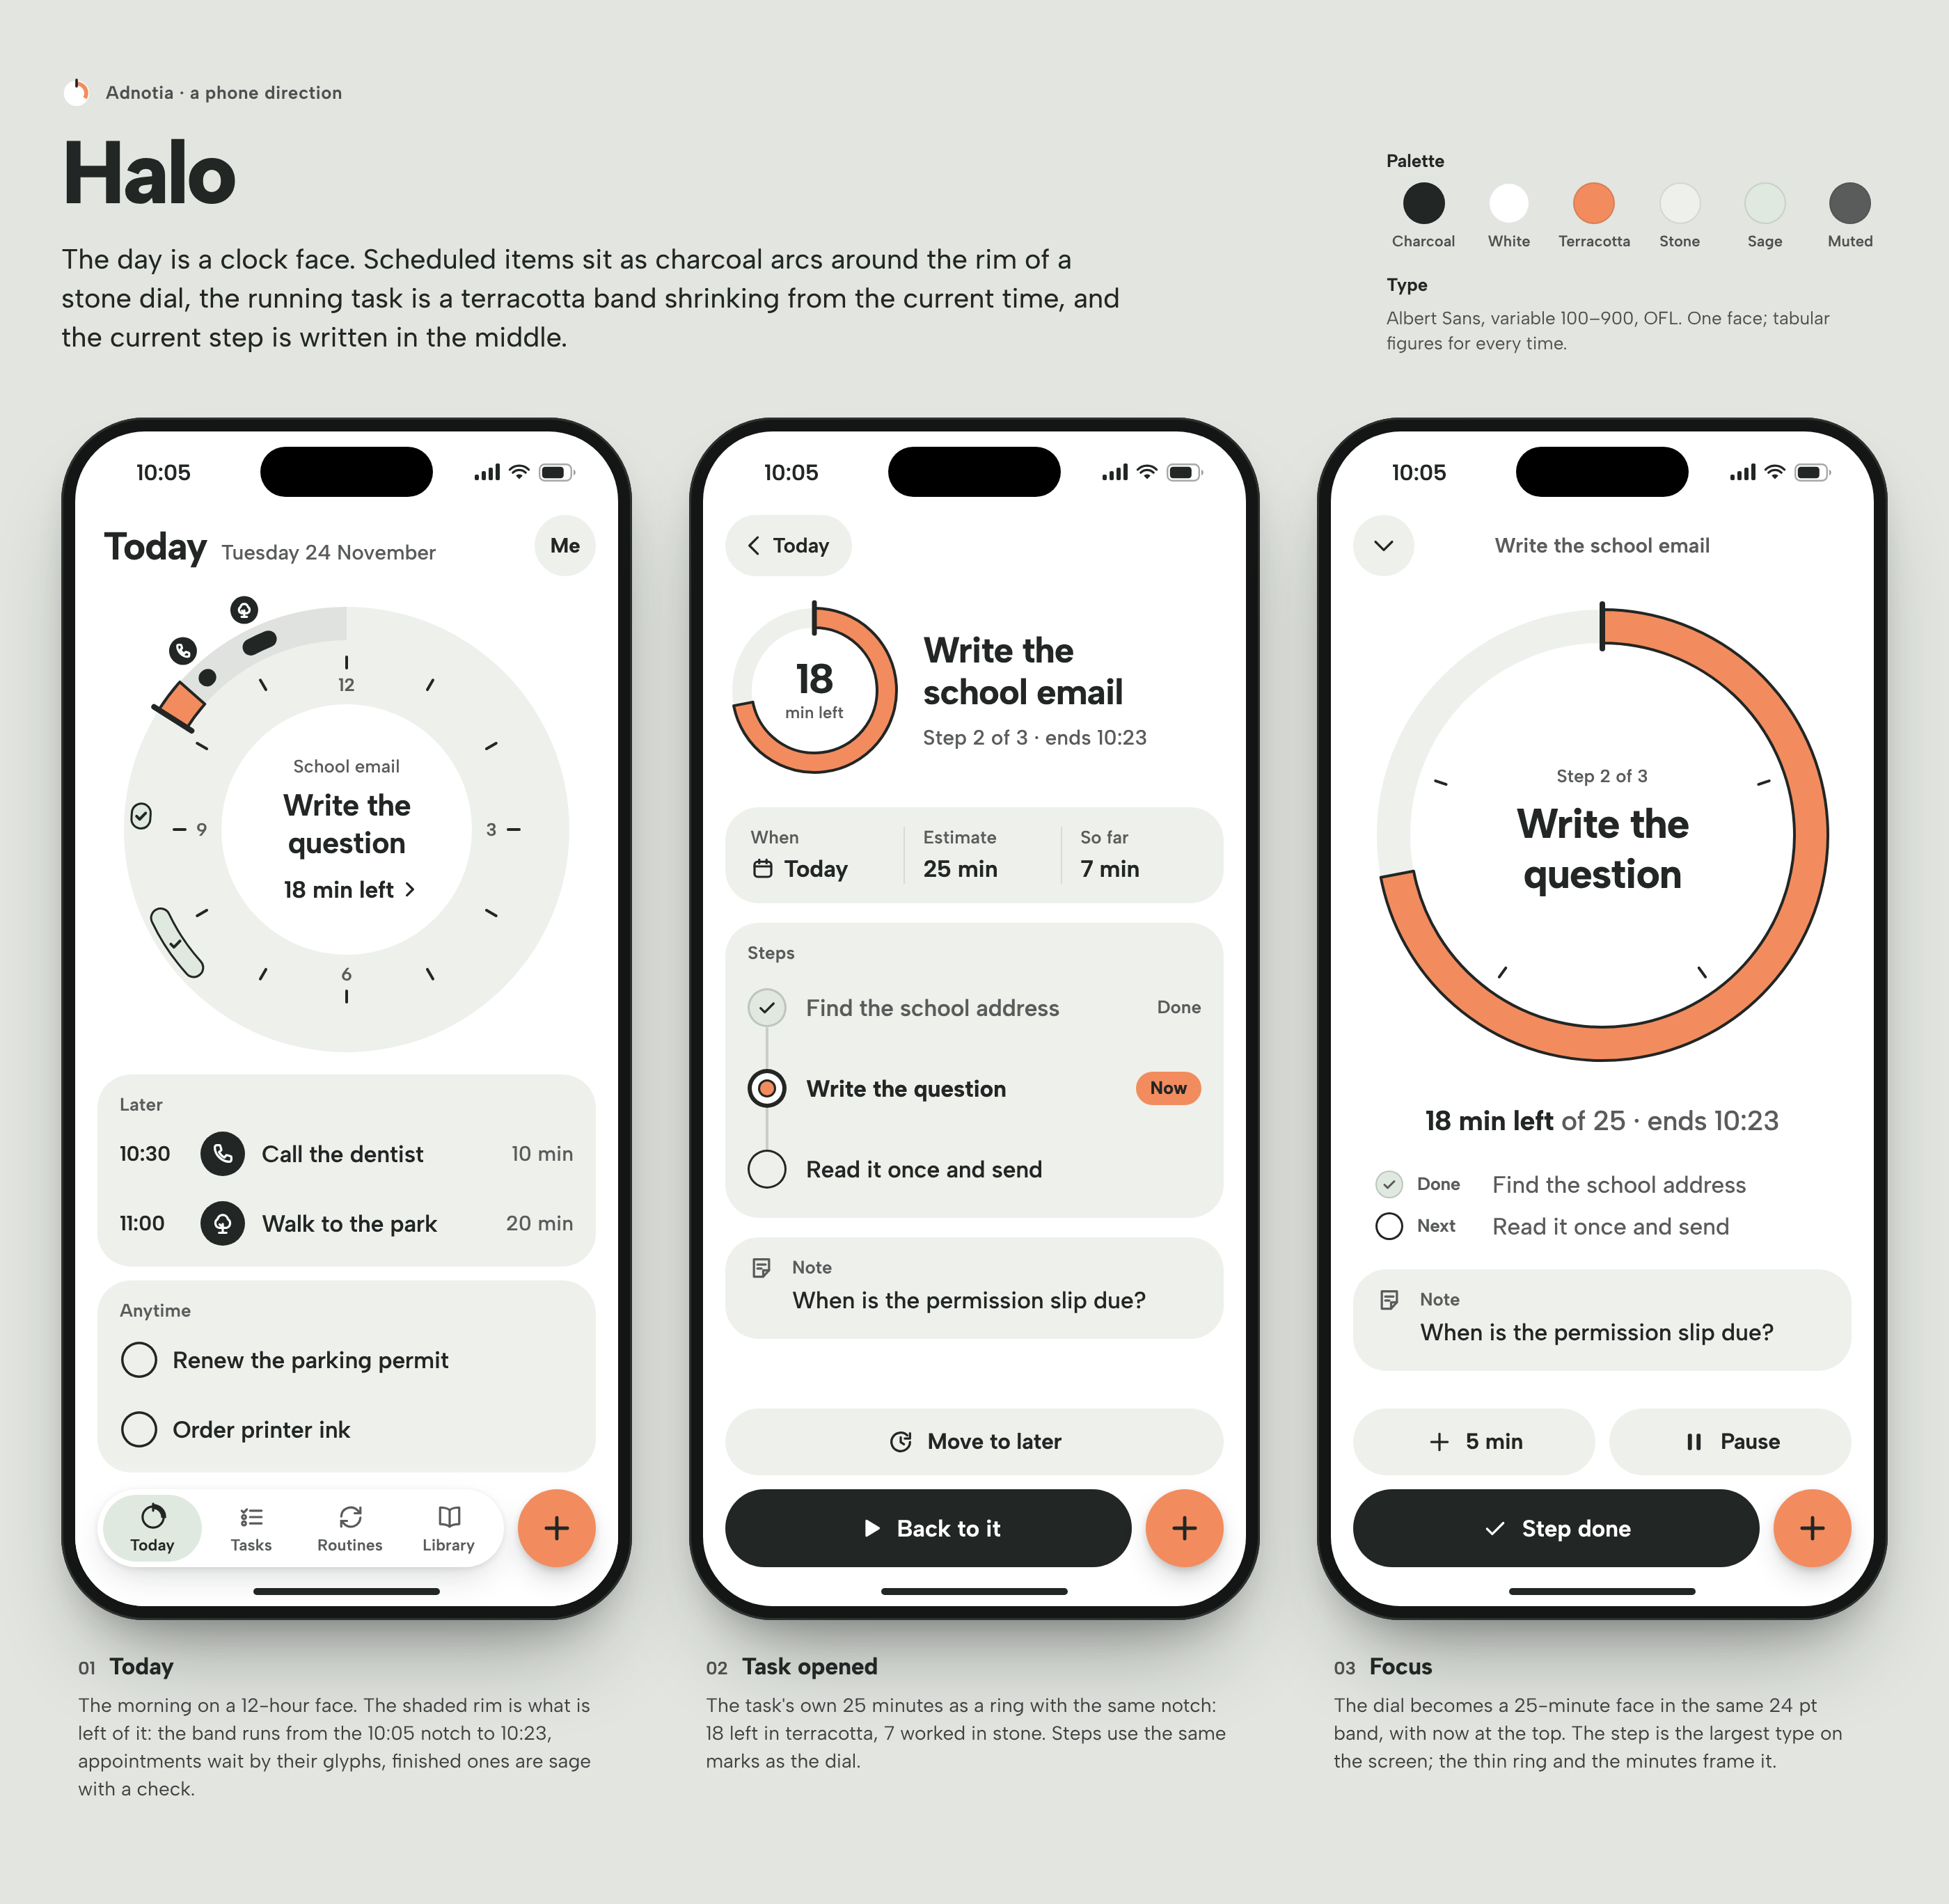 Adnotia · a phone direction
Halo
The day is a clock face. Scheduled items sit as charcoal arcs around the rim of a
stone dial, the running task is a terracotta band shrinking from the current time, and
the current step is written in the middle.
Palette
Charcoal
White
Terracotta
Stone
Sage
Muted
Type
Albert Sans, variable 100–900, OFL. One face; tabular
figures for every time.
10:05
Today Tuesday 24 November
Me
12
3
6
9
School email
Write the
question
18 min left
Later
10:30 Call the dentist 10 min
11:00 Walk to the park 20 min
Anytime
Renew the parking permit
Order printer ink
Today
Tasks
Routines
Library
01 Today
The morning on a 12-hour face. The shaded rim is what is
left of it: the band runs from the 10:05 notch to 10:23,
appointments wait by their glyphs, finished ones are sage
with a check.
10:05
Today
18
min left
Write the
school email
Step 2 of 3 · ends 10:23
When
Today
Estimate
25 min
So far
7 min
Steps
Find the school address Done
Write the question Now
Read it once and send
Note
When is the permission slip due?
Move to later
Back to it
02 Task opened
The task's own 25 minutes as a ring with the same notch:
18 left in terracotta, 7 worked in stone. Steps use the same
marks as the dial.
10:05
Write the school email
Step 2 of 3
Write the
question
18 min left of 25 · ends 10:23
Done Find the school address
Next Read it once and send
Note
When is the permission slip due?
5 min
Pause
Step done
03 Focus
The dial becomes a 25-minute face in the same 24 pt
band, with now at the top. The step is the largest type on
the screen; the thin ring and the minutes frame it.